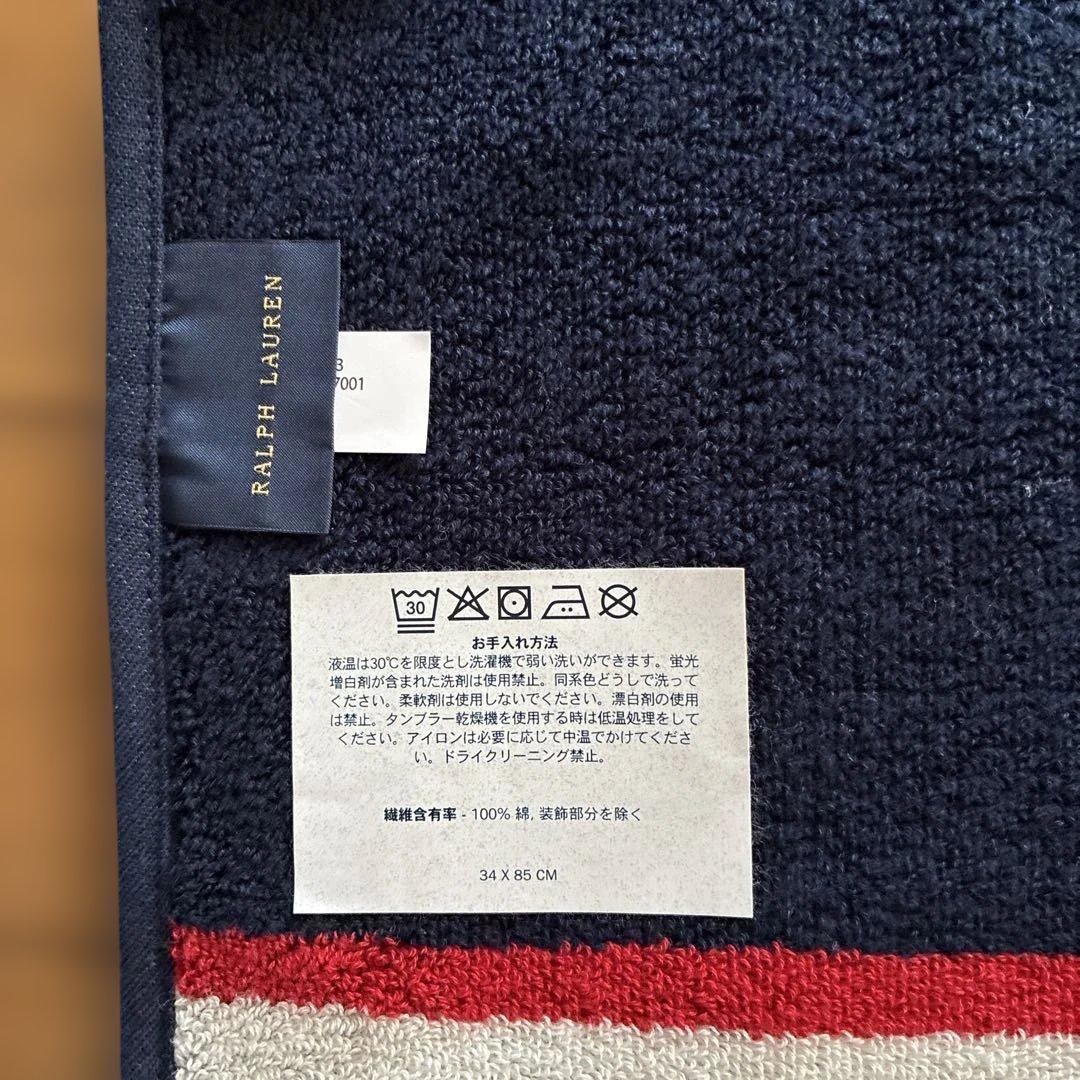 RALPH LAUREN
3
7001
30
お手入れ方法
液温は30℃を限度とし洗濯機で弱い洗いができます。蛍光
増白剤が含まれた洗剤は使用禁止。同系色どうしで洗って
ください。柔軟剤は使用しないでください。漂白剤の使用
は禁止。タンブラー乾燥機を使用する時は低温処理をして
ください。アイロンは必要に応じて中温でかけてくださ
い。ドライクリーニング禁止。
繊維含有率 - 100% 綿, 装飾部分を除く
34 X 85 CM